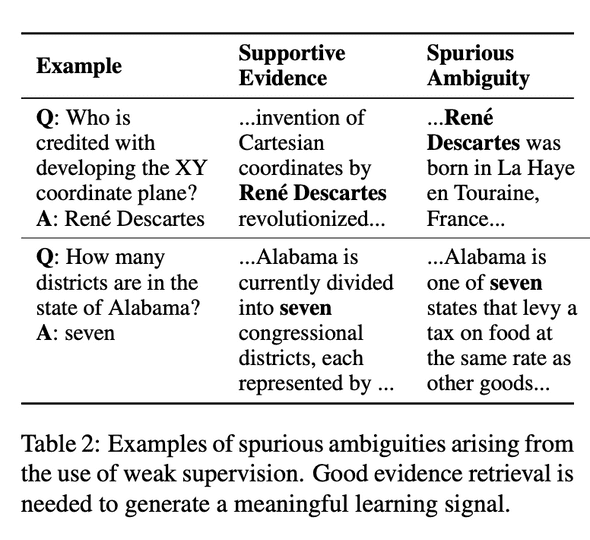 Example
Supportive Evidence
Spurious Ambiguity
Q: Who is
credited with
developing the XY
coordinate plane?
A: René Descartes
...invention of
Cartesian
coordinates by
René Descartes
revolutionized...
...René
Descartes was
born in La Haye
en Touraine,
France...
Q: How many
districts are in the
state of Alabama?
A: seven
...Alabama is
currently divided
into seven
congressional
districts, each
represented by ...
...Alabama is
one of seven
states that levy a
tax on food at
the same rate as
other goods...
Table 2: Examples of spurious ambiguities arising from
the use of weak supervision. Good evidence retrieval is
needed to generate a meaningful learning signal.